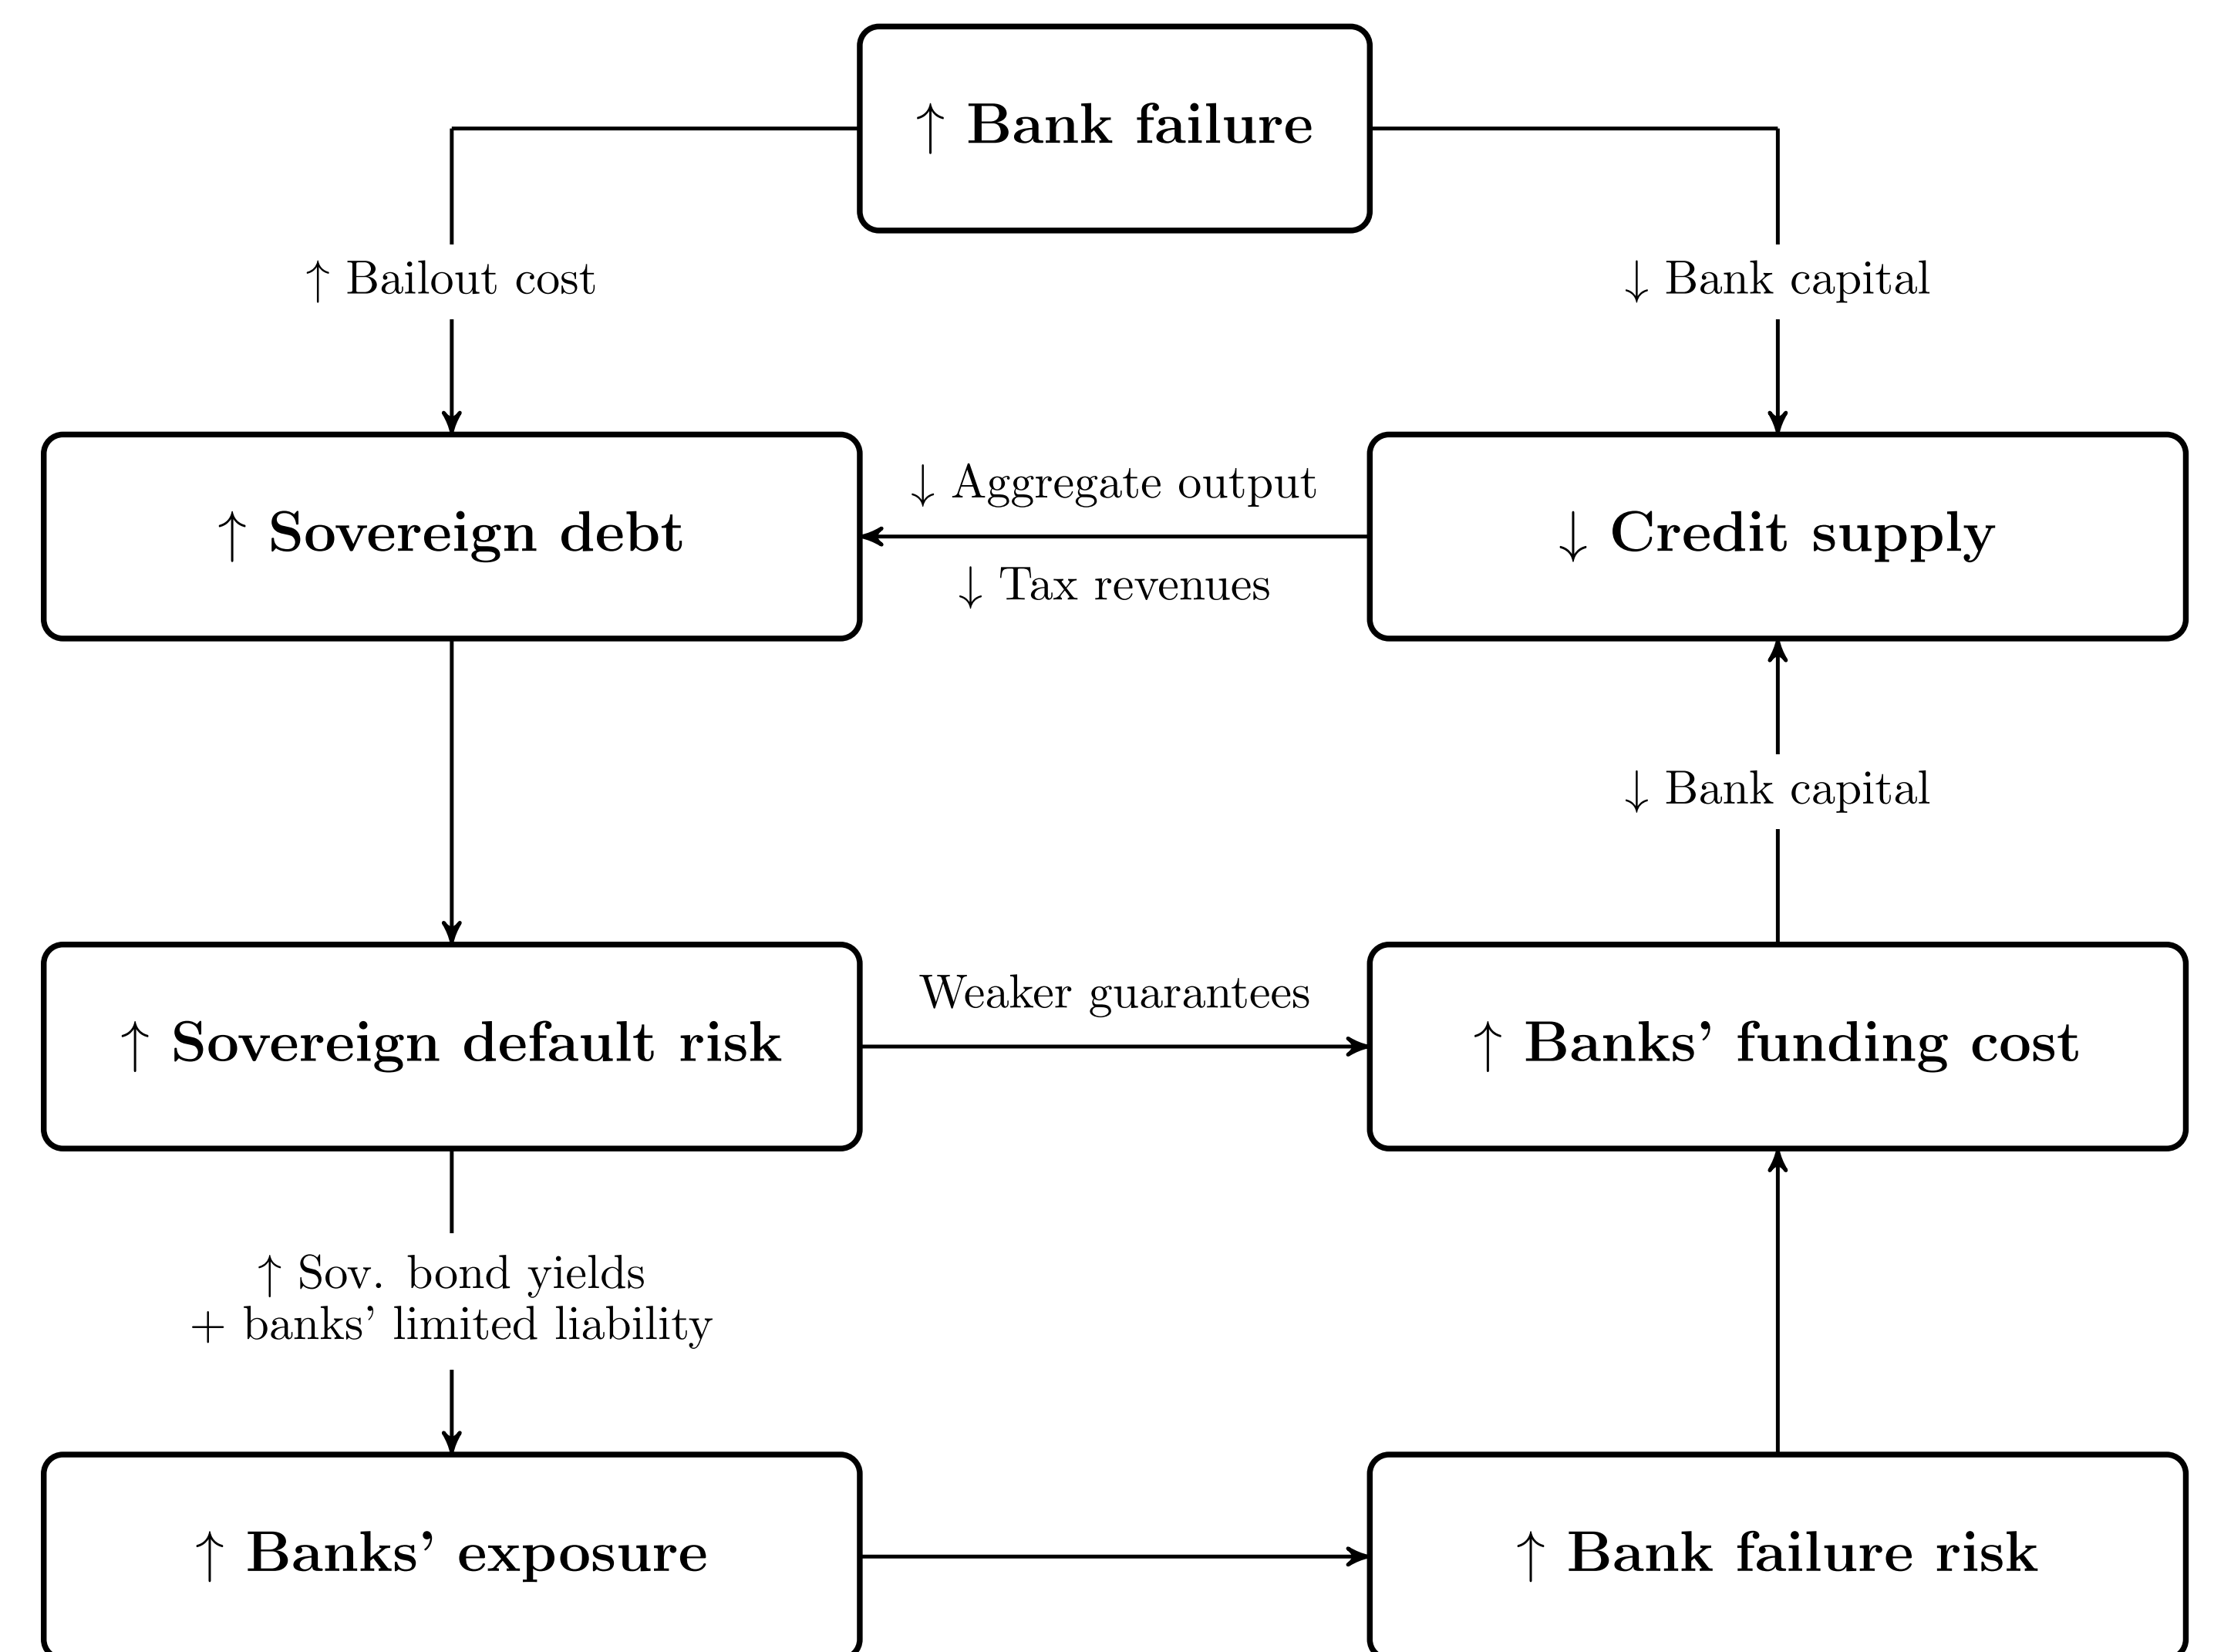 ↑ Bank failure
↑ Bailout cost
↓ Bank capital
↑ Sovereign debt
↓ Aggregate output
↓ Tax revenues
↓ Credit supply
↓ Bank capital
↑ Sovereign default risk
Weaker guarantees
↑ Banks’ funding cost
↑ Sov. bond yields
+ banks’ limited liability
↑ Banks’ exposure
↑ Bank failure risk